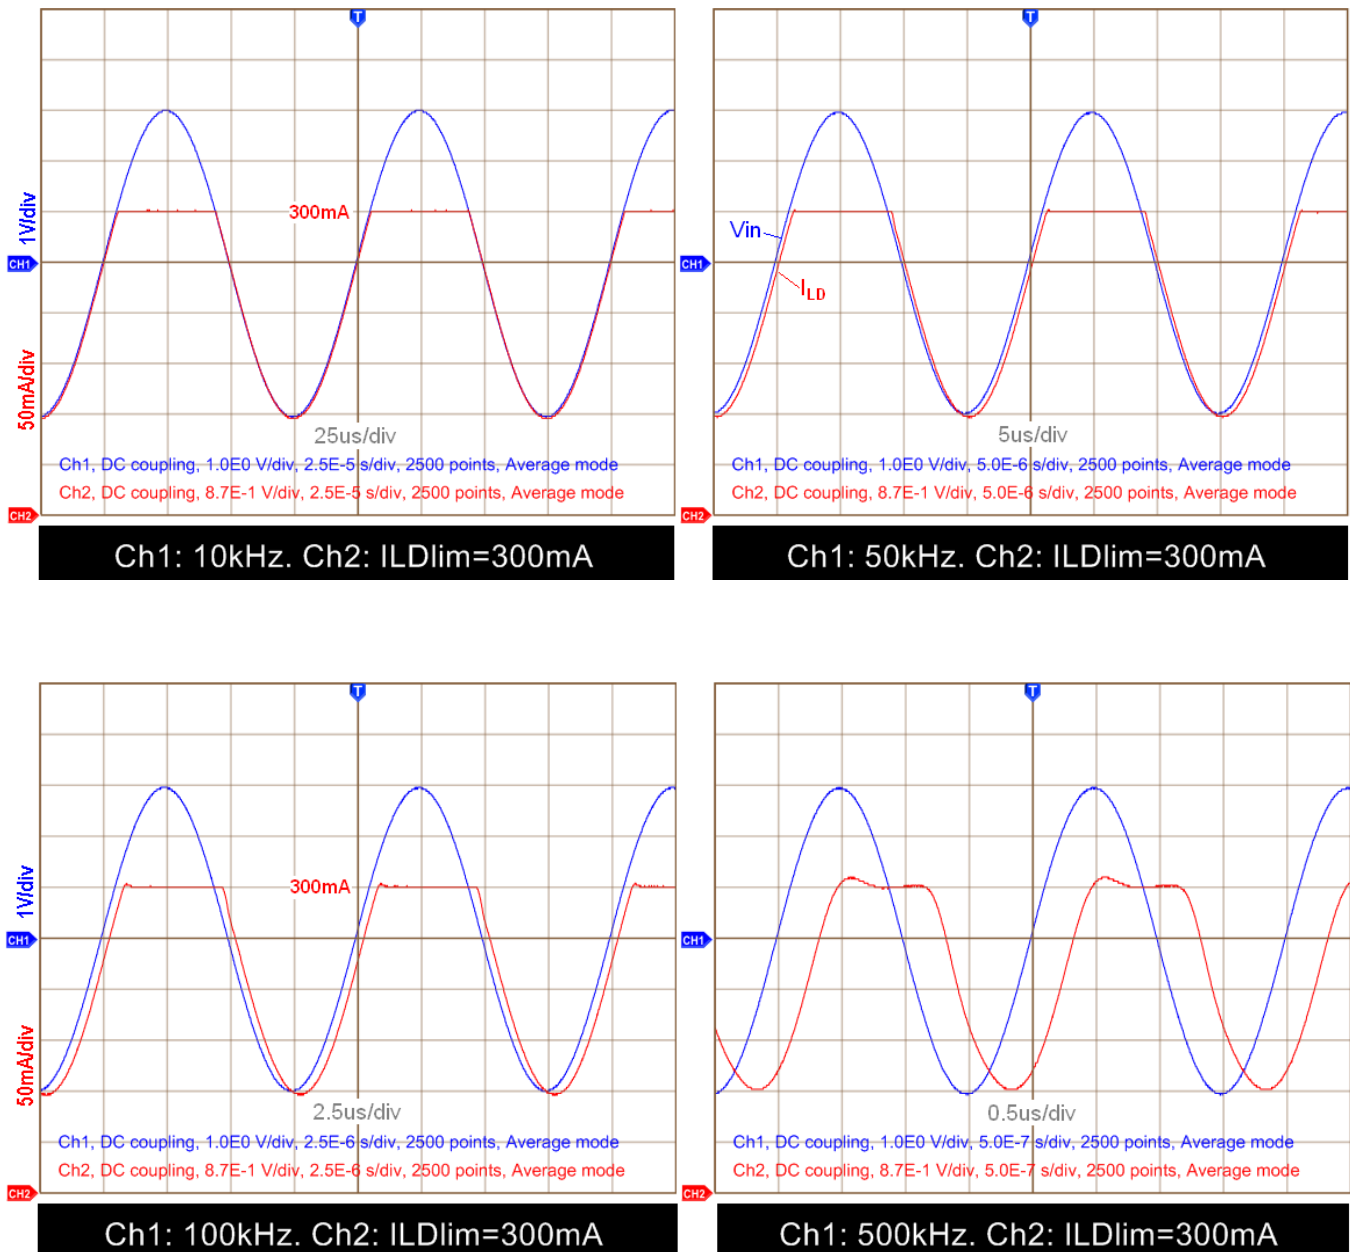 T
T
1V/div
CH1
300mA
50mA/div
25us/div
Ch1, DC coupling, 1.0E0 V/div, 2.5E-5 s/div, 2500 points, Average mode
Ch2, DC coupling, 8.7E-1 V/div, 2.5E-5 s/div, 2500 points, Average mode
CH2
Ch1: 10kHz. Ch2: ILDlim=300mA
Vin
CH1
ILD
5us/div
Ch1, DC coupling, 1.0E0 V/div, 5.0E-6 s/div, 2500 points, Average mode
Ch2, DC coupling, 8.7E-1 V/div, 5.0E-6 s/div, 2500 points, Average mode
CH2
Ch1: 50kHz. Ch2: ILDlim=300mA
T
T
1V/div
300mA
CH1
50mA/div
2.5us/div
Ch1, DC coupling, 1.0E0 V/div, 2.5E-6 s/div, 2500 points, Average mode
Ch2, DC coupling, 8.7E-1 V/div, 2.5E-6 s/div, 2500 points, Average mode
CH2
Ch1: 100kHz. Ch2: ILDlim=300mA
CH1
0.5us/div
Ch1, DC coupling, 1.0E0 V/div, 5.0E-7 s/div, 2500 points, Average mode
Ch2, DC coupling, 8.7E-1 V/div, 5.0E-7 s/div, 2500 points, Average mode
CH2
Ch1: 500kHz. Ch2: ILDlim=300mA